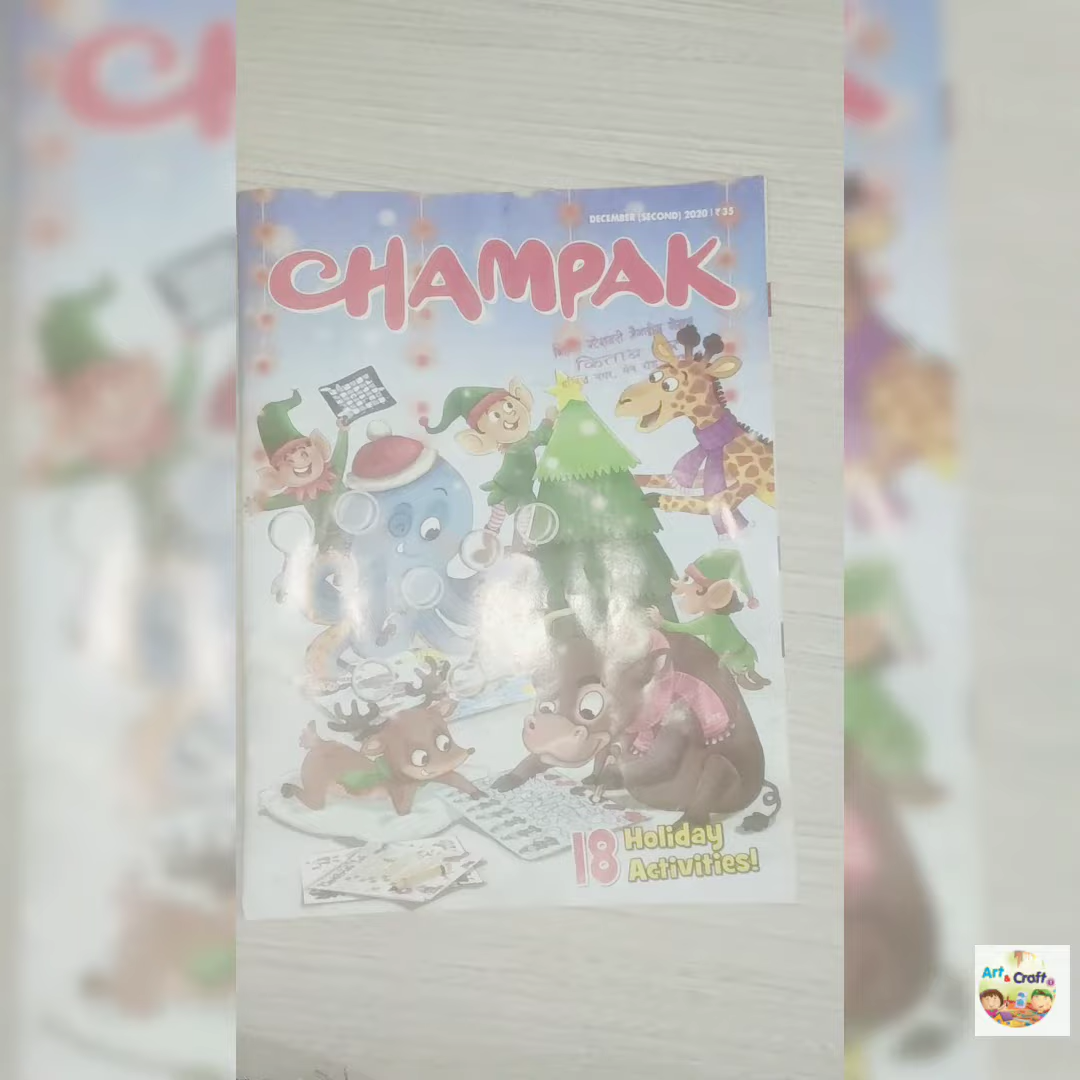 DECEMBER (SECOND) 2020 | ₹ 35
CHAMPAK
किताब
18 Holiday
Activities!
Art & Craft